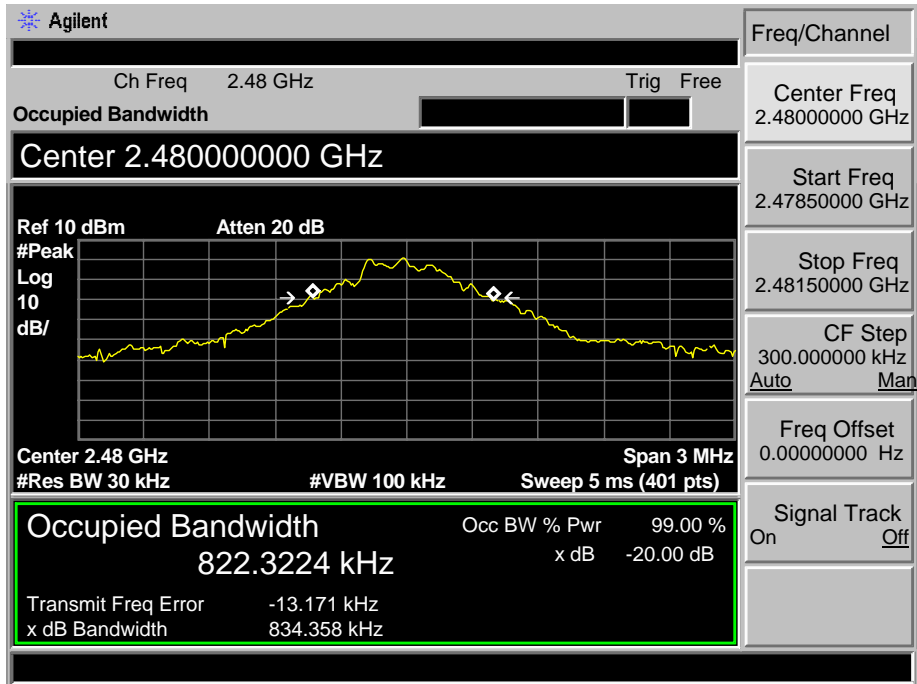 Agilent
Freq/Channel
Ch Freq 2.48 GHz Trig Free
Occupied Bandwidth
Center Freq
2.48000000 GHz
Center 2.480000000 GHz
Start Freq
2.47850000 GHz
Ref 10 dBm Atten 20 dB
#Peak
Log
10
dB/
Stop Freq
2.48150000 GHz
CF Step
300.000000 kHz
Auto Man
Freq Offset
0.00000000 Hz
Center 2.48 GHz Span 3 MHz
#Res BW 30 kHz #VBW 100 kHz Sweep 5 ms (401 pts)
Signal Track
On Off
Occupied Bandwidth Occ BW % Pwr 99.00 %
822.3224 kHz x dB -20.00 dB
Transmit Freq Error -13.171 kHz
x dB Bandwidth 834.358 kHz